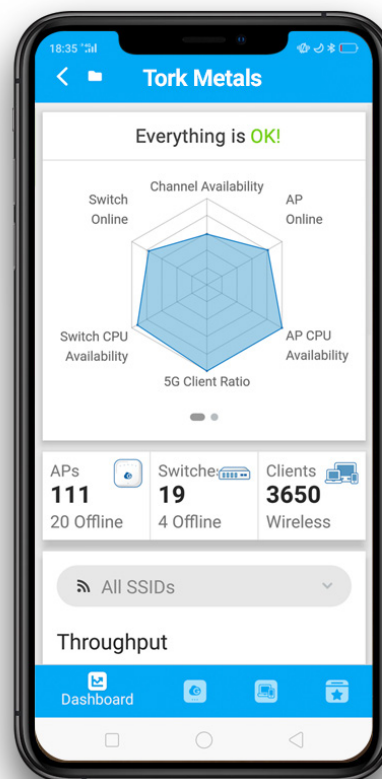 18:35
Tork Metals
Everything is OK!
Channel Availability
Switch
Online
AP
Online
Switch CPU
Availability
AP CPU
Availability
5G Client Ratio
APs
111
20 Offline
Switche
19
4 Offline
Clients
3650
Wireless
All SSIDs
Throughput
Dashboard